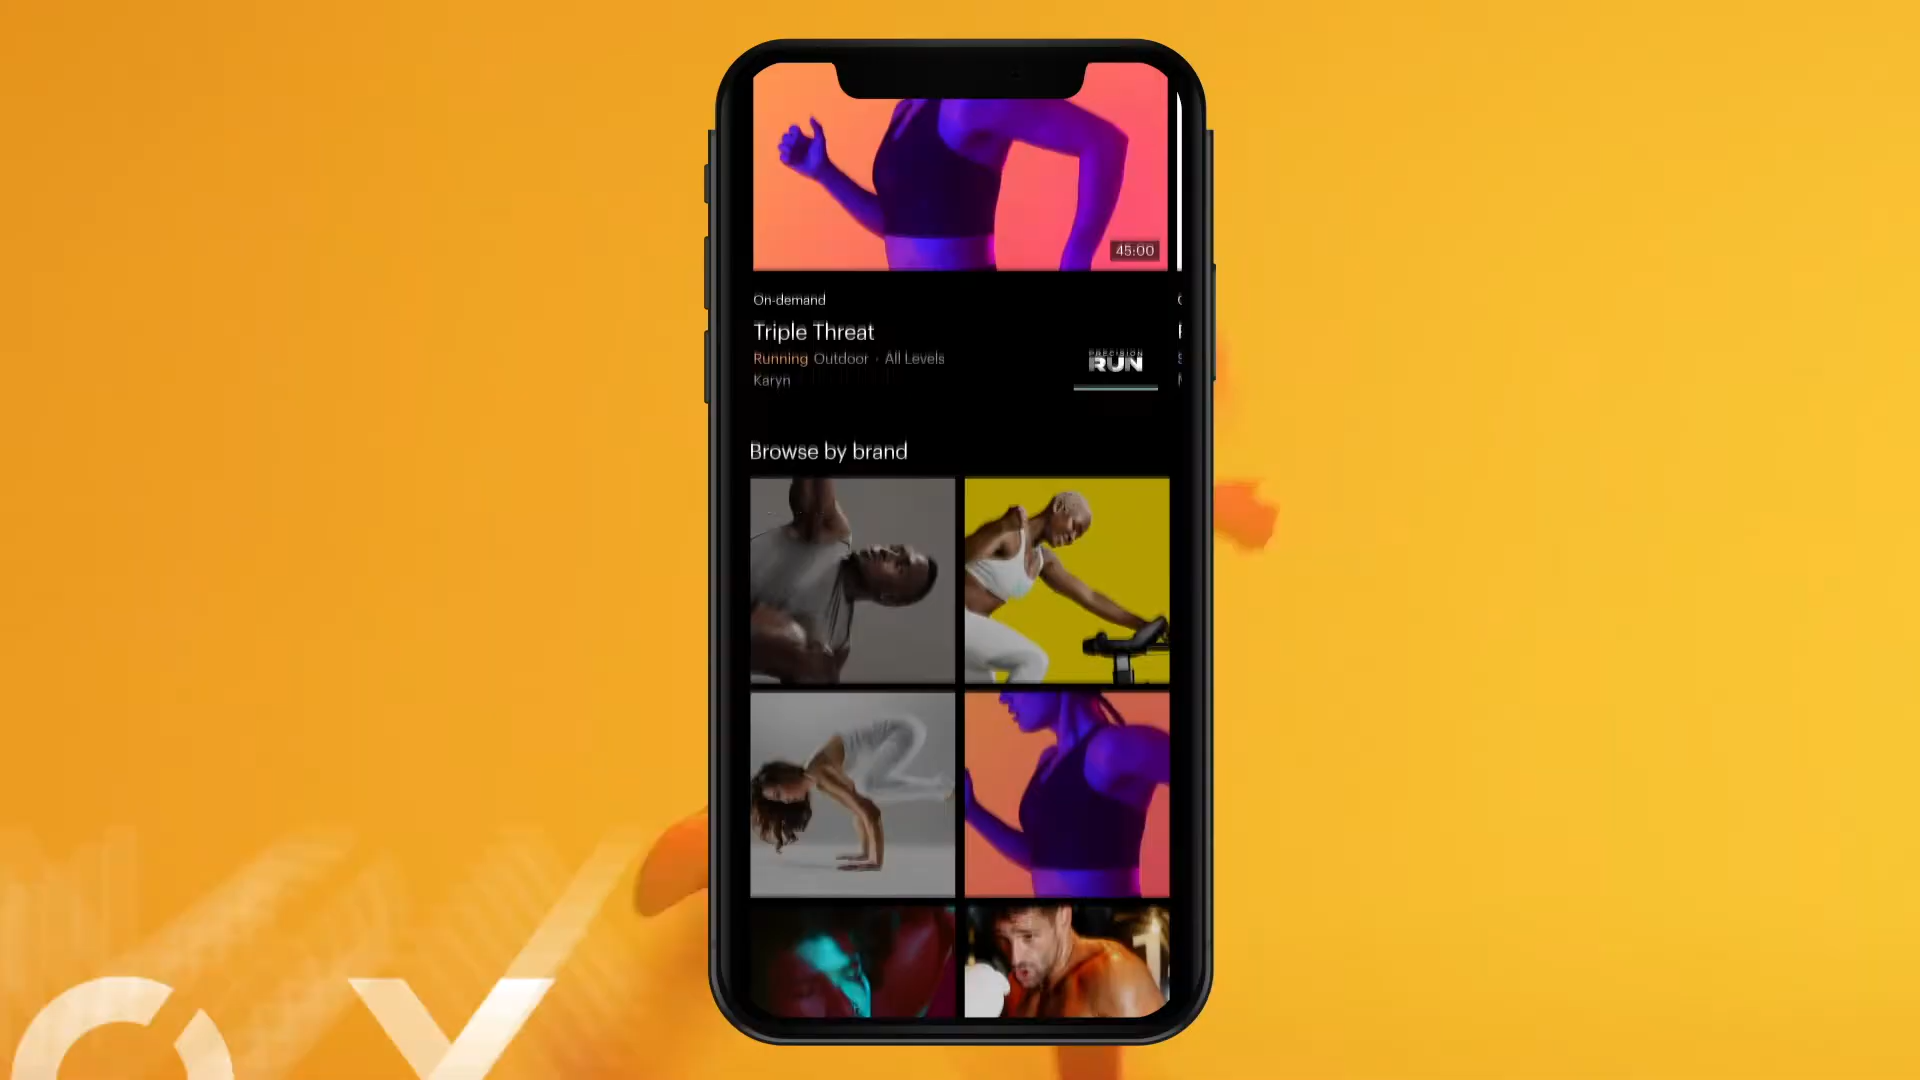 45:00
On-demand
Triple Threat
Running Outdoor · All Levels
Karyn
PRECISION
RUN
Browse by brand